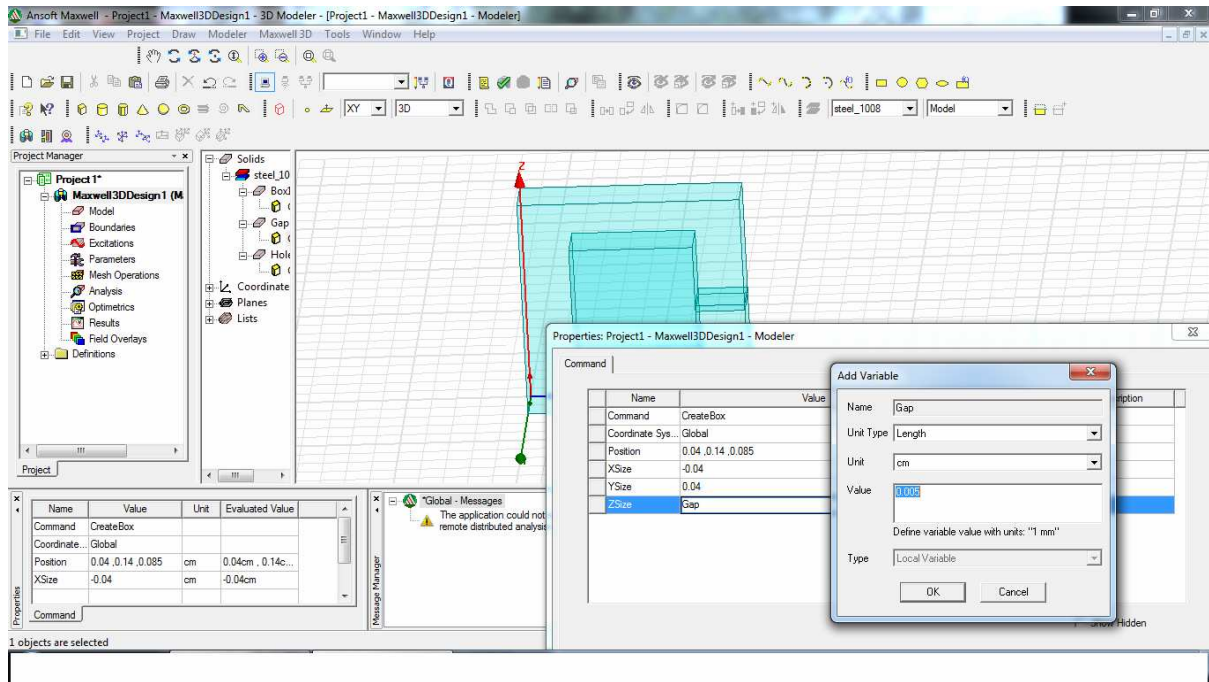 Ansoft Maxwell - Project1 - Maxwell3DDesign1 - 3D Modeler - [Project1 - Maxwell3DDesign1 - Modeler]
File Edit View Project Draw Modeler Maxwell 3D Tools Window Help
XY 3D steel_1008 Model
Project Manager
Project1*
Maxwell3DDesign1 (M
Model
Boundaries
Excitations
Parameters
Mesh Operations
Analysis
Optimetrics
Results
Field Overlays
Definitions
Project
Solids
steel_10
Box1
Gap
Hole
Coordinate
Planes
Lists
Z
Properties: Project1 - Maxwell3DDesign1 - Modeler
Command
Name Value ription
Command CreateBox
Coordinate Sys... Global
Position 0.04 ,0.14 ,0.085
XSize -0.04
YSize 0.04
ZSize Gap
Show Hidden
Add Variable
Name Gap
Unit Type Length
Unit cm
Value 0.005
Define variable value with units: "1 mm"
Type Local Variable
OK Cancel
Name Value Unit Evaluated Value
Command CreateBox
Coordinate... Global
Position 0.04 ,0.14 ,0.085 cm 0.04cm , 0.14c...
XSize -0.04 cm -0.04cm
Command
Properties
*Global - Messages
The application could not
remote distributed analysis
Message Manager
1 objects are selected